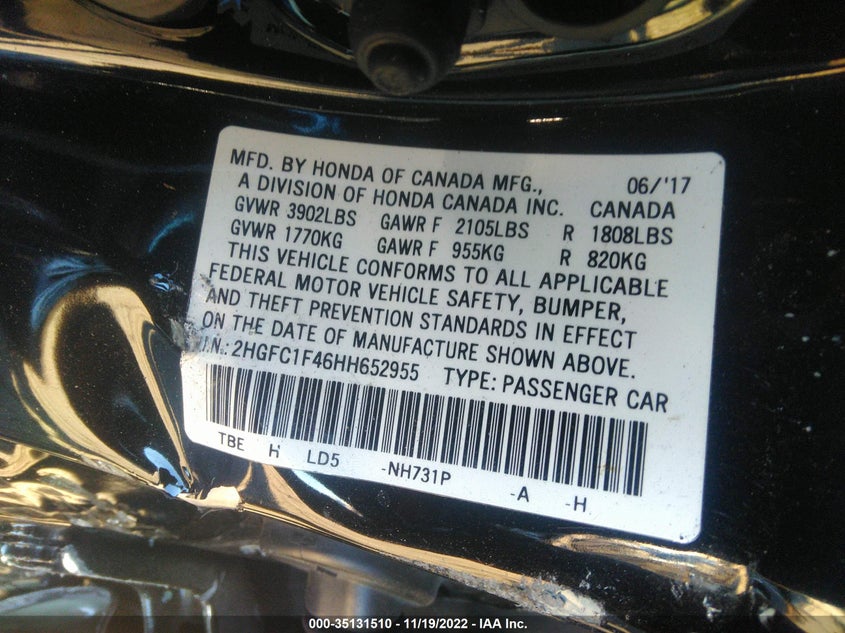 MFD. BY HONDA OF CANADA MFG., 06/'17
A DIVISION OF HONDA CANADA INC. CANADA
GVWR 3902LBS GAWR F 2105LBS R 1808LBS
GVWR 1770KG GAWR F 955KG R 820KG
THIS VEHICLE CONFORMS TO ALL APPLICABLE
FEDERAL MOTOR VEHICLE SAFETY, BUMPER,
AND THEFT PREVENTION STANDARDS IN EFFECT
ON THE DATE OF MANUFACTURE SHOWN ABOVE.
V.I.N.: 2HGFC1F46HH652955 TYPE: PASSENGER CAR
TBE H LD5 -NH731P -A -H
000-35131510 - 11/19/2022 - IAA Inc.